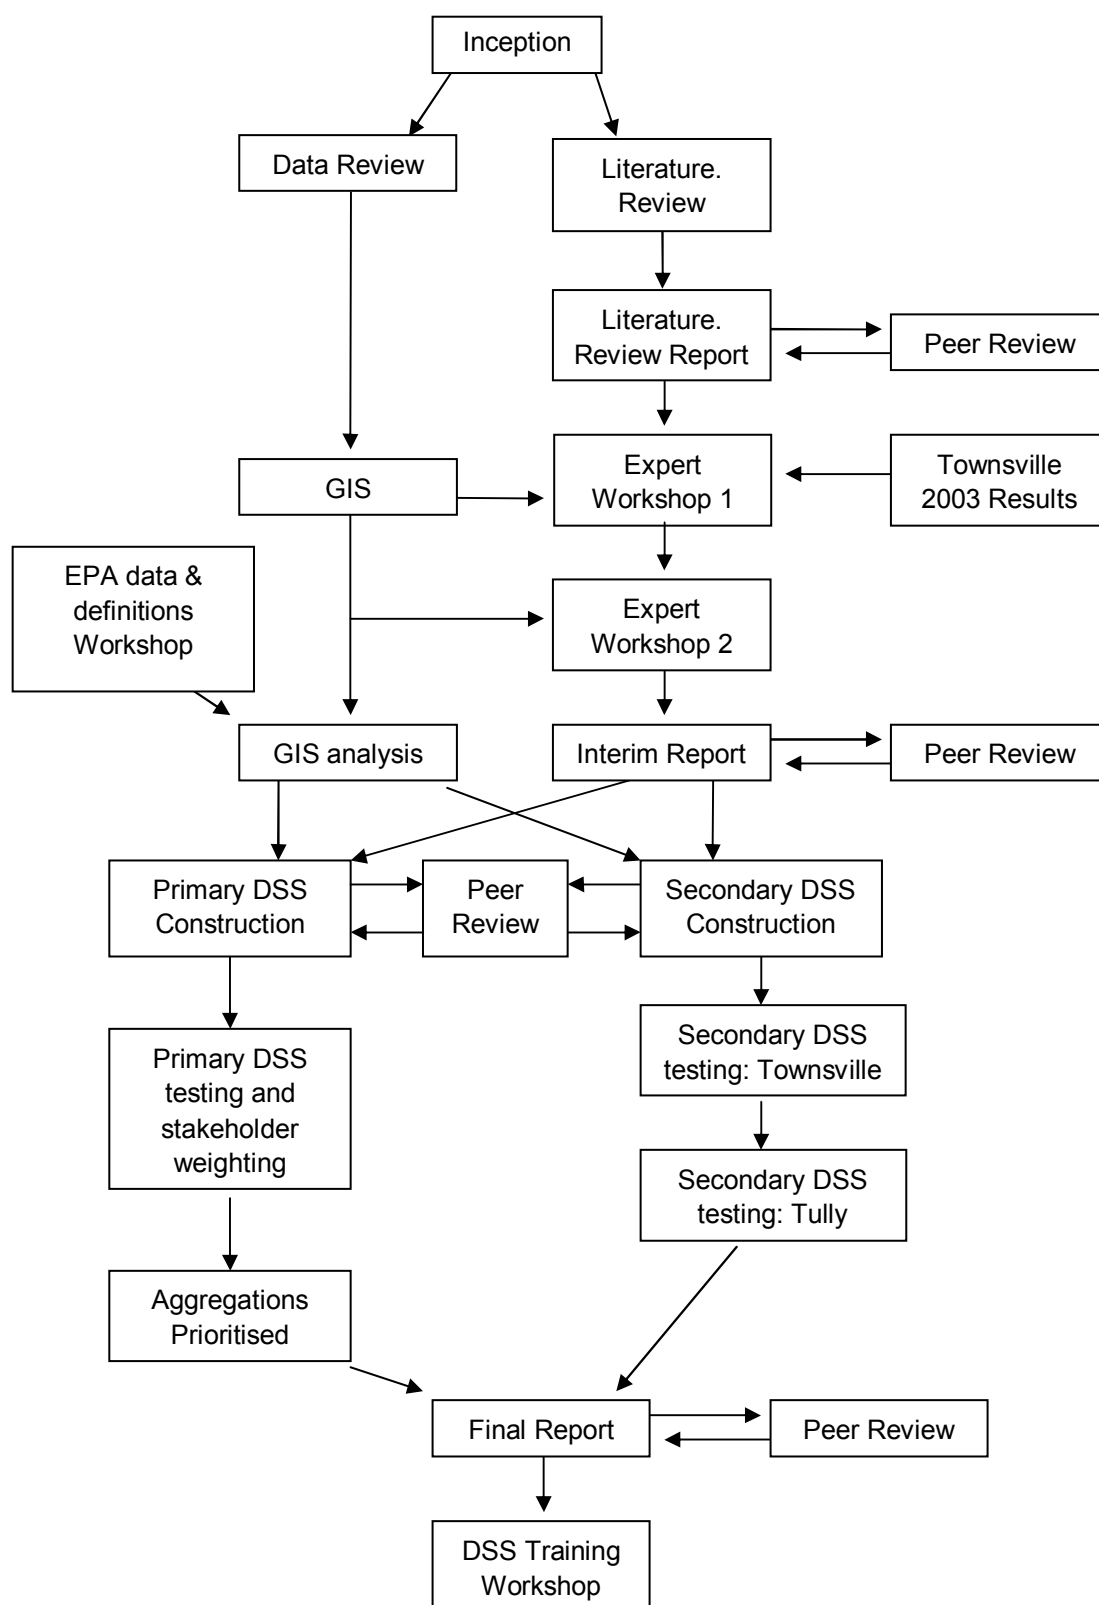 Inception
Data Review
Literature.
Review
Literature.
Review Report
Peer Review
GIS
Expert
Workshop 1
Townsville
2003 Results
EPA data &
definitions
Workshop
Expert
Workshop 2
GIS analysis
Interim Report
Peer Review
Primary DSS
Construction
Peer
Review
Secondary DSS
Construction
Primary DSS
testing and
stakeholder
weighting
Secondary DSS
testing: Townsville
Secondary DSS
testing: Tully
Aggregations
Prioritised
Final Report
Peer Review
DSS Training
Workshop